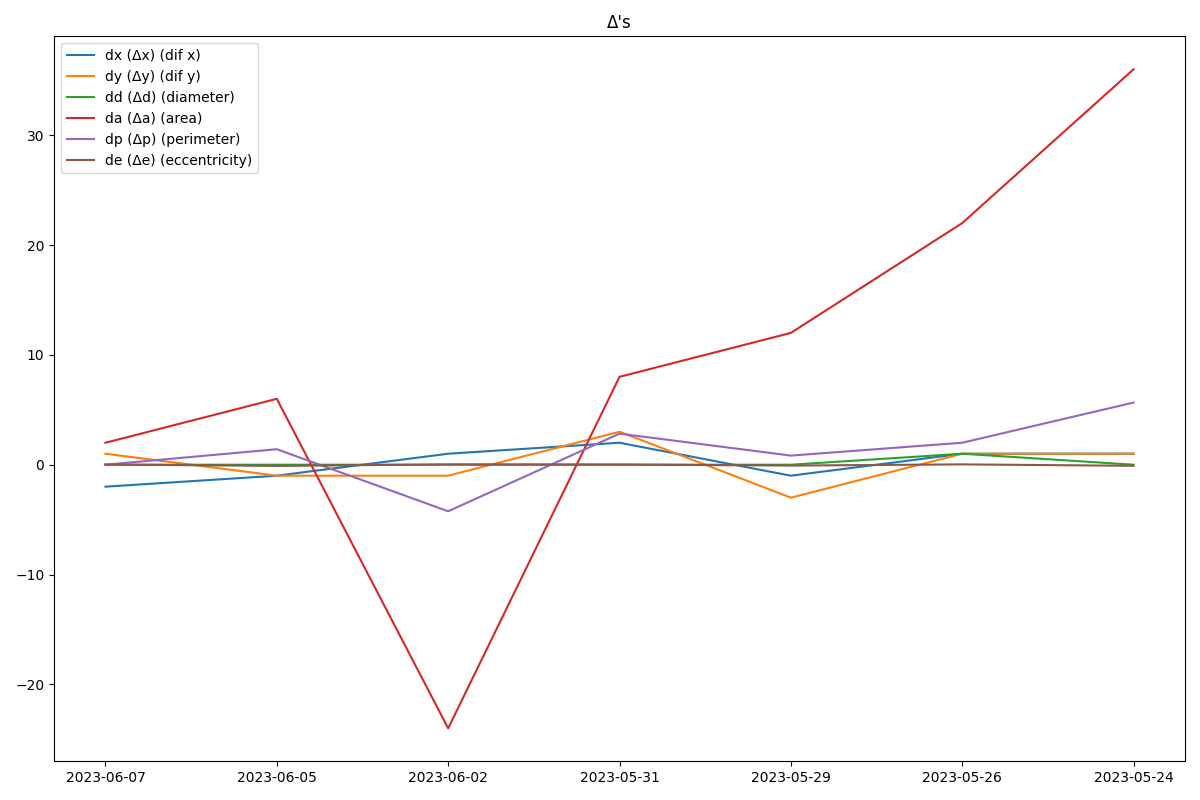 Δ's
dx (Δx) (dif x)
dy (Δy) (dif y)
dd (Δd) (diameter)
da (Δa) (area)
dp (Δp) (perimeter)
de (Δe) (eccentricity)
30
20
10
0
−10
−20
2023-06-07 2023-06-05 2023-06-02 2023-05-31 2023-05-29 2023-05-26 2023-05-24